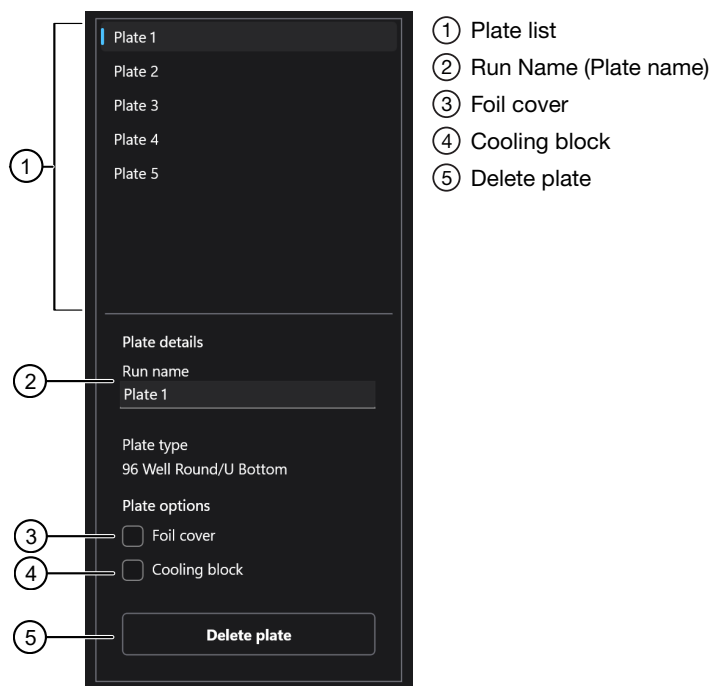 Plate 1
Plate 2
Plate 3
Plate 4
Plate 5
1
Plate details
Run name
Plate 1
2
Plate type
96 Well Round/U Bottom
Plate options
3
Foil cover
4
Cooling block
5
Delete plate
1 Plate list
2 Run Name (Plate name)
3 Foil cover
4 Cooling block
5 Delete plate